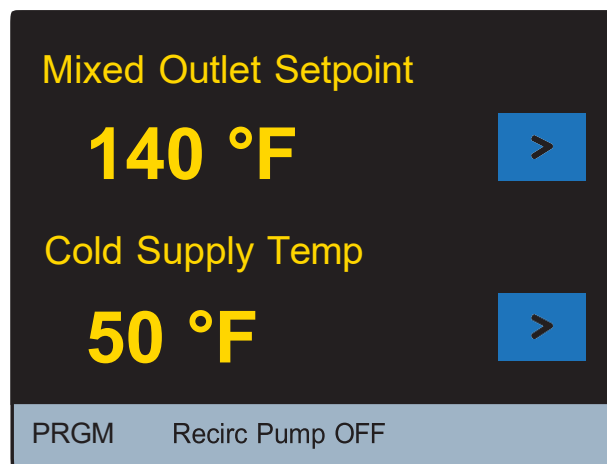 Mixed Outlet Setpoint
140 °F
>
Cold Supply Temp
50 °F
>
PRGM Recirc Pump OFF